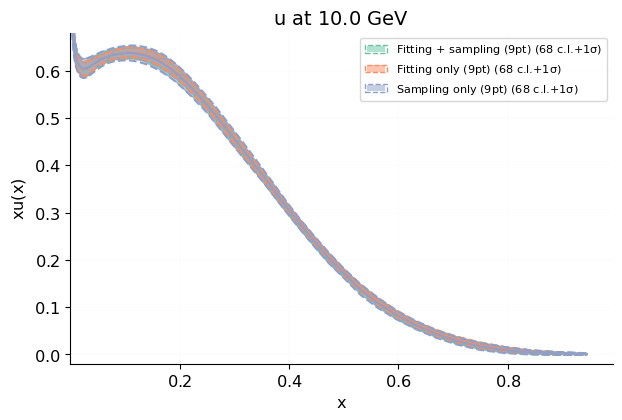 u at 10.0 GeV
Fitting + sampling (9pt) (68 c.l.+1σ)
Fitting only (9pt) (68 c.l.+1σ)
Sampling only (9pt) (68 c.l.+1σ)
xu(x)
0.6
0.5
0.4
0.3
0.2
0.1
0.0
0.2 0.4 0.6 0.8
x